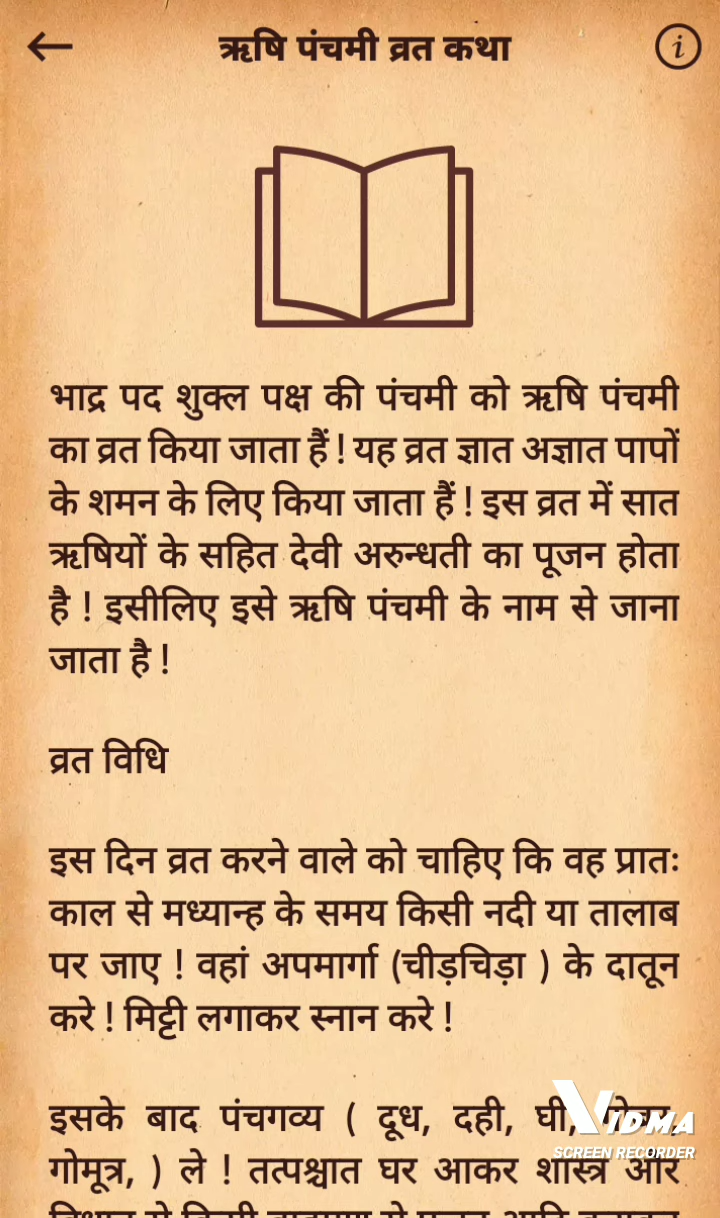 ऋषि पंचमी व्रत कथा
भाद्र पद शुक्ल पक्ष की पंचमी को ऋषि पंचमी
का व्रत किया जाता हैं ! यह व्रत ज्ञात अज्ञात पापों
के शमन के लिए किया जाता हैं ! इस व्रत में सात
ऋषियों के सहित देवी अरुन्धती का पूजन होता
है ! इसीलिए इसे ऋषि पंचमी के नाम से जाना
जाता है !
व्रत विधि
इस दिन व्रत करने वाले को चाहिए कि वह प्रातः
काल से मध्यान्ह के समय किसी नदी या तालाब
पर जाए ! वहां अपमार्गा (चीड़चिड़ा ) के दातून
करे ! मिट्टी लगाकर स्नान करे !
इसके बाद पंचगव्य ( दूध, दही, घी,
गोमूत्र, ) ले ! तत्पश्चात घर आकर शास्त्र और
VIDMA
SCREEN RECORDER